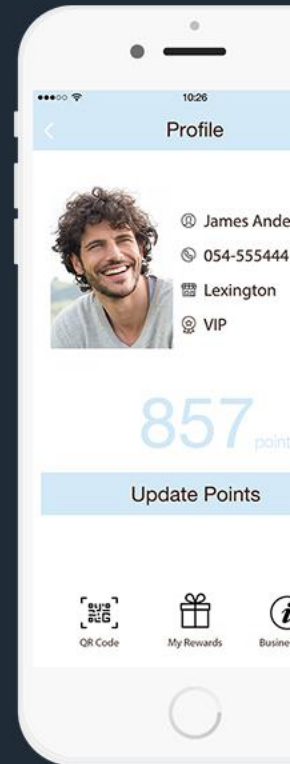 10:26
Profile
James Ande
054-555444
Lexington
VIP
857 point
Update Points
QR Code
My Rewards
Busine